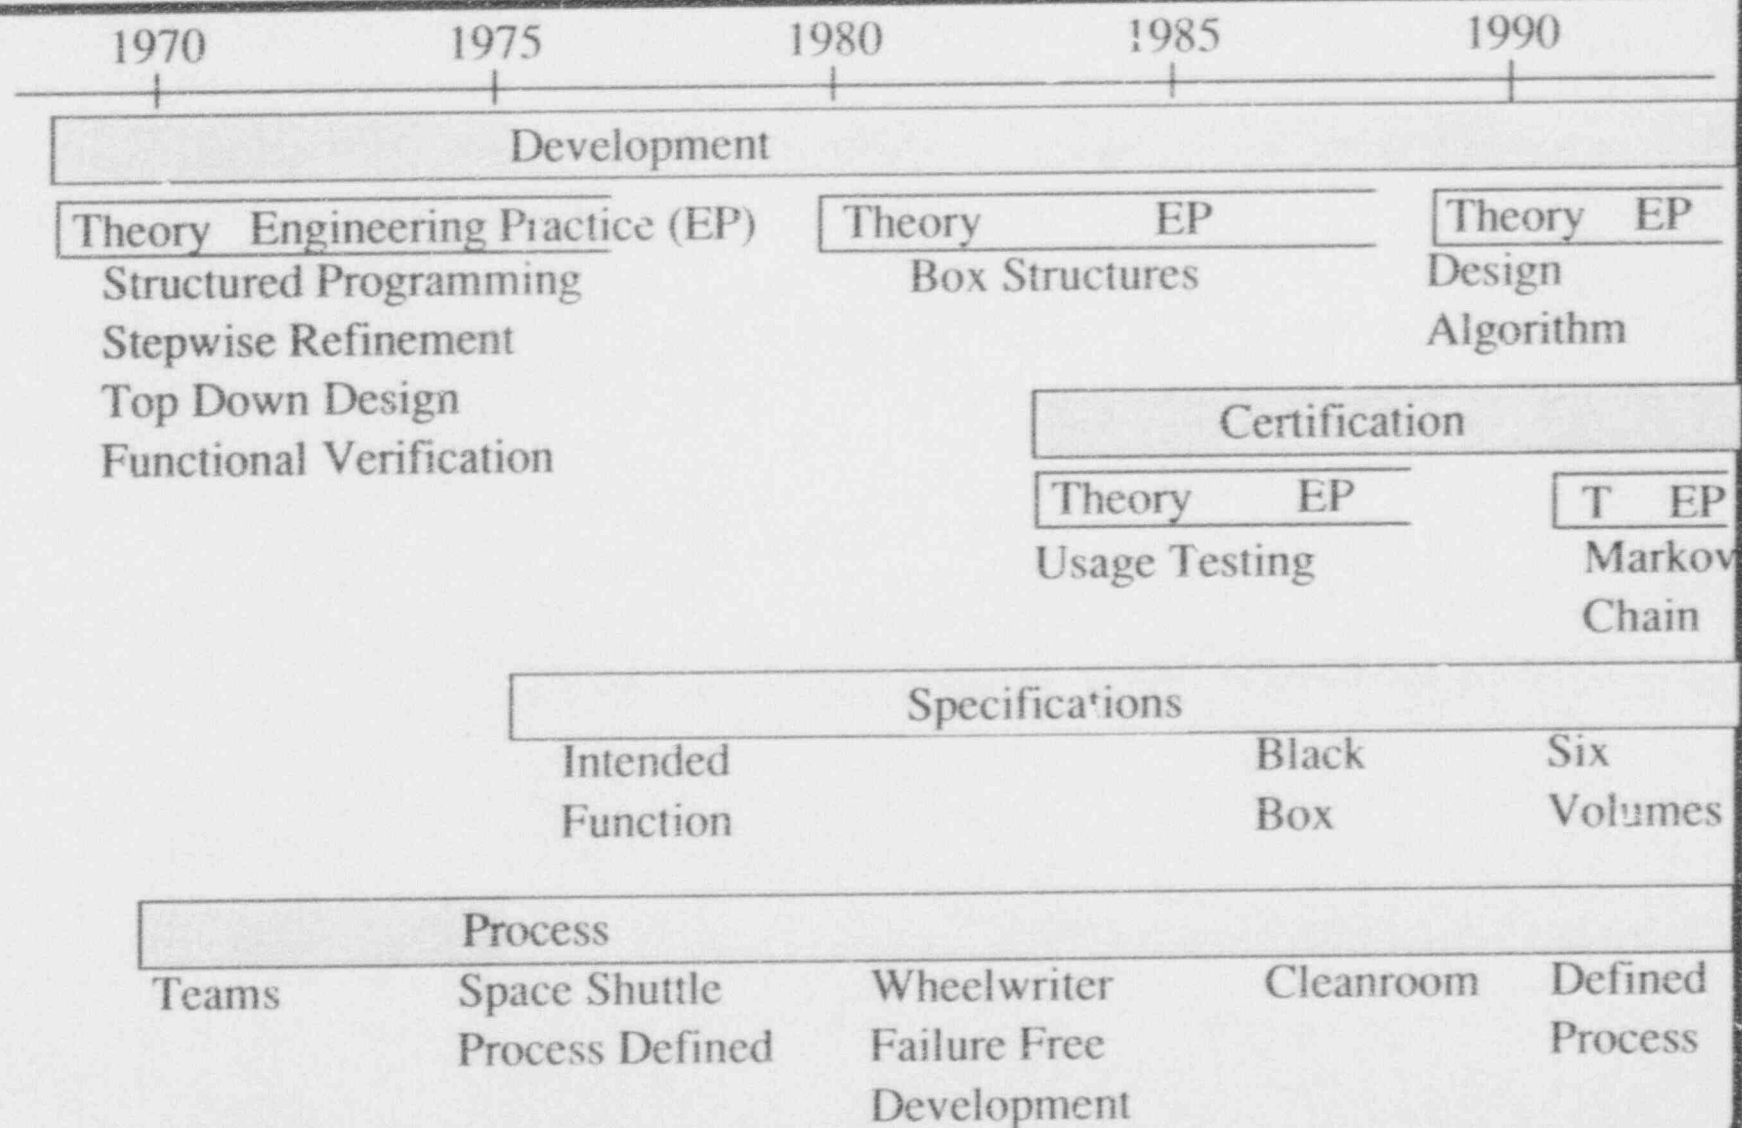 1970 1975 1980 1985 1990
Development
Theory Engineering Practice (EP) Theory EP Theory EP
Structured Programming Box Structures Design
Stepwise Refinement Algorithm
Top Down Design Certification
Functional Verification
Theory EP T EP
Usage Testing Markov
Chain
Specifications
Intended Black Six
Function Box Volumes
Process
Teams Space Shuttle Wheelwriter Cleanroom Defined
Process Defined Failure Free Process
Development